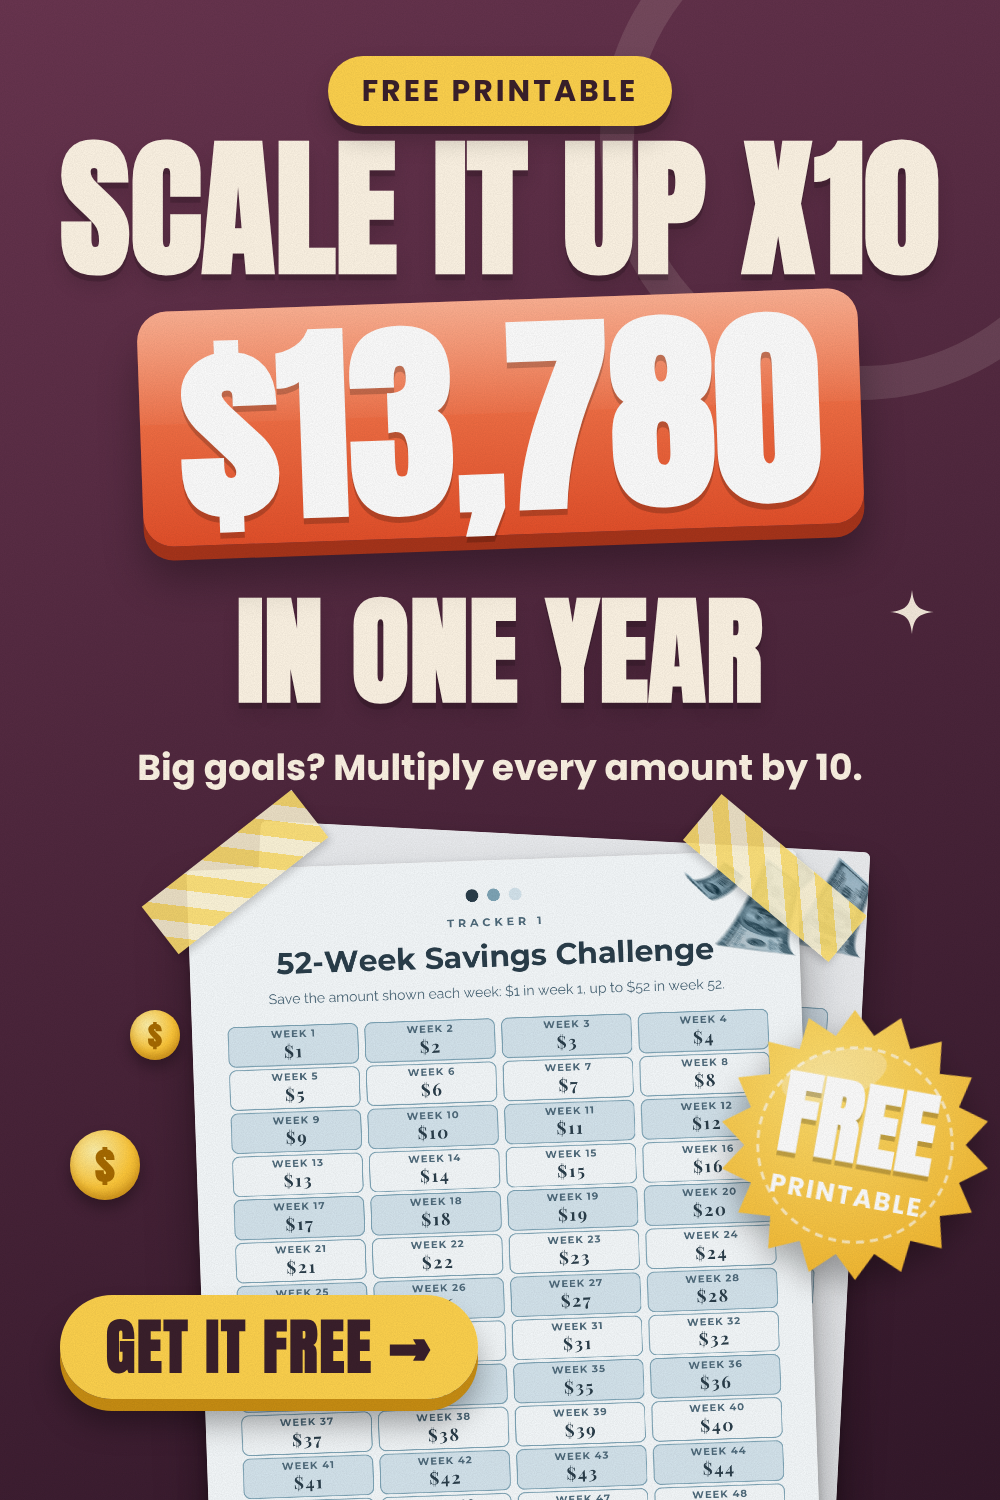 FREE PRINTABLE
SCALE IT UP X10
$13,780
IN ONE YEAR
Big goals? Multiply every amount by 10.
TRACKER 1
52-Week Savings Challenge
Save the amount shown each week: $1 in week 1, up to $52 in week 52.
WEEK 1 WEEK 2 WEEK 3 WEEK 4
$1 $2 $3 $4
WEEK 5 WEEK 6 WEEK 7 WEEK 8
$5 $6 $7 $8
WEEK 9 WEEK 10 WEEK 11 WEEK 12
$9 $10 $11 $12
WEEK 13 WEEK 14 WEEK 15 WEEK 16
$13 $14 $15 $16
WEEK 17 WEEK 18 WEEK 19 WEEK 20
$17 $18 $19 $20
WEEK 21 WEEK 22 WEEK 23 WEEK 24
$21 $22 $23 $24
WEEK 25 WEEK 26 WEEK 27 WEEK 28
$27 $28
WEEK 31 WEEK 32
$31 $32
WEEK 35 WEEK 36
$35 $36
WEEK 37 WEEK 38 WEEK 39 WEEK 40
$37 $38 $39 $40
WEEK 41 WEEK 42 WEEK 43 WEEK 44
$41 $42 $43 $44
WEEK 47 WEEK 48
$
$
FREE
PRINTABLE
GET IT FREE →